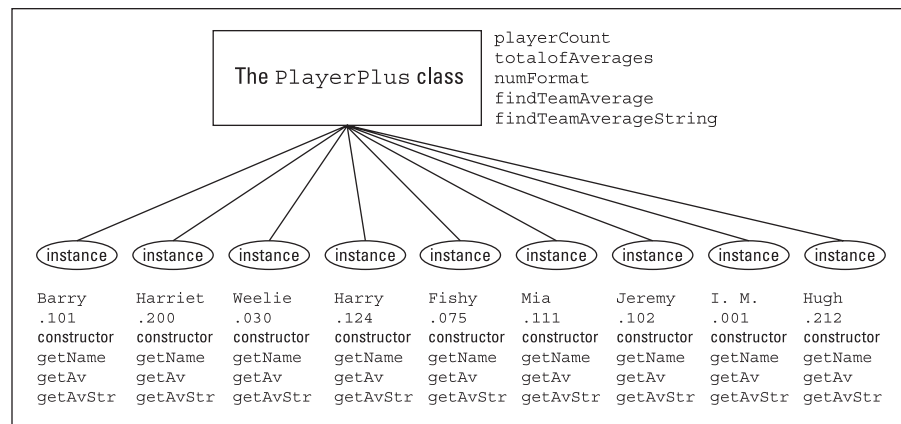 The PlayerPlus class
playerCount
totalofAverages
numFormat
findTeamAverage
findTeamAverageString
instance instance instance instance instance instance instance instance instance
Barry Harriet Weelie Harry Fishy Mia Jeremy I. M. Hugh
.101 .200 .030 .124 .075 .111 .102 .001 .212
constructor constructor constructor constructor constructor constructor constructor constructor constructor
getName getName getName getName getName getName getName getName getName
getAv getAv getAv getAv getAv getAv getAv getAv getAv
getAvStr getAvStr getAvStr getAvStr getAvStr getAvStr getAvStr getAvStr getAvStr